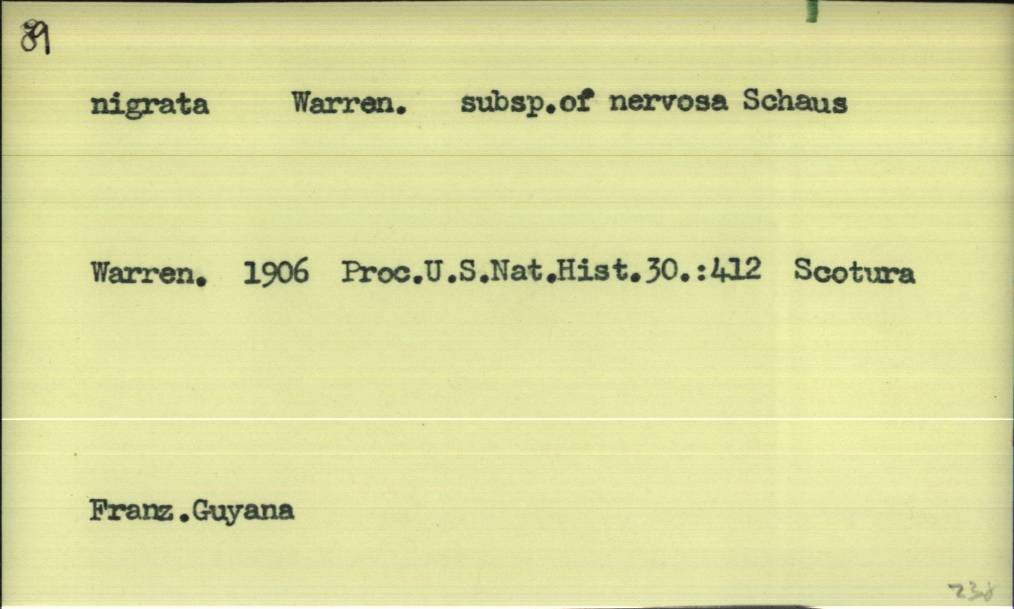 89
nigrata Warren. subsp.of nervosa Schaus
Warren. 1906 Proc.U.S.Nat.Hist.30.:412 Scotura
Franz.Guyana